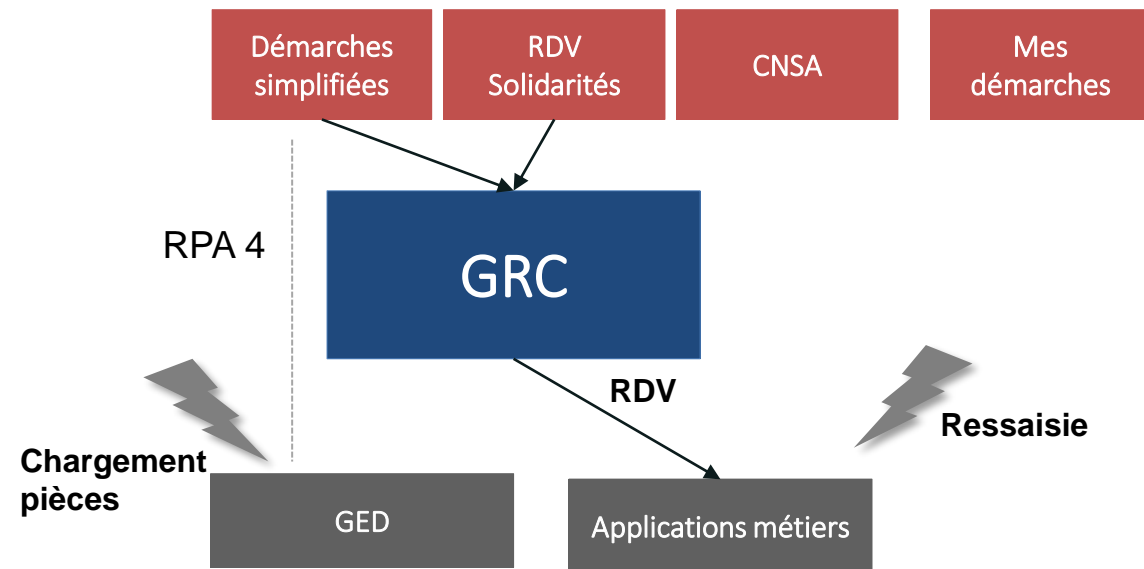 Démarches
simplifiées
RDV
Solidarités
CNSA
Mes
démarches
RPA 4
GRC
RDV
Ressaisie
Chargement
pièces
GED
Applications métiers